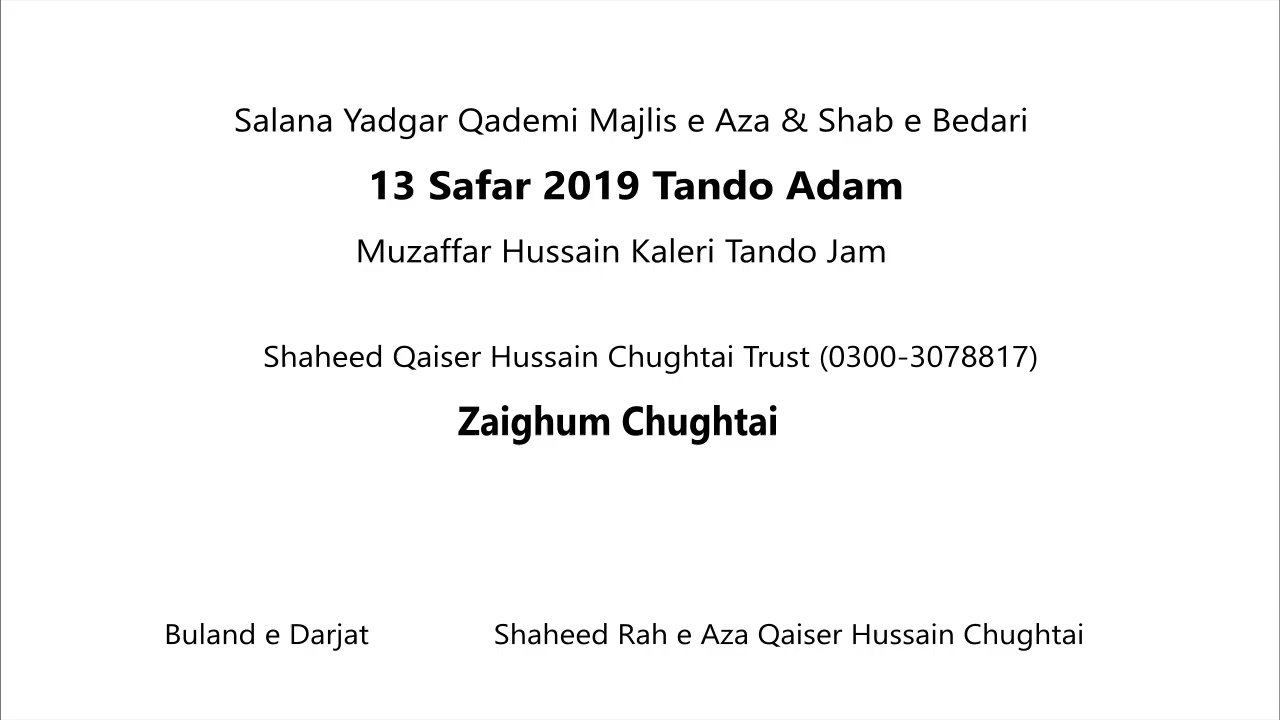 Salana Yadgar Qademi Majlis e Aza & Shab e Bedari
13 Safar 2019 Tando Adam
Muzaffar Hussain Kaleri Tando Jam
Shaheed Qaiser Hussain Chughtai Trust (0300-3078817)
Zaighum Chughtai
Buland e Darjat Shaheed Rah e Aza Qaiser Hussain Chughtai